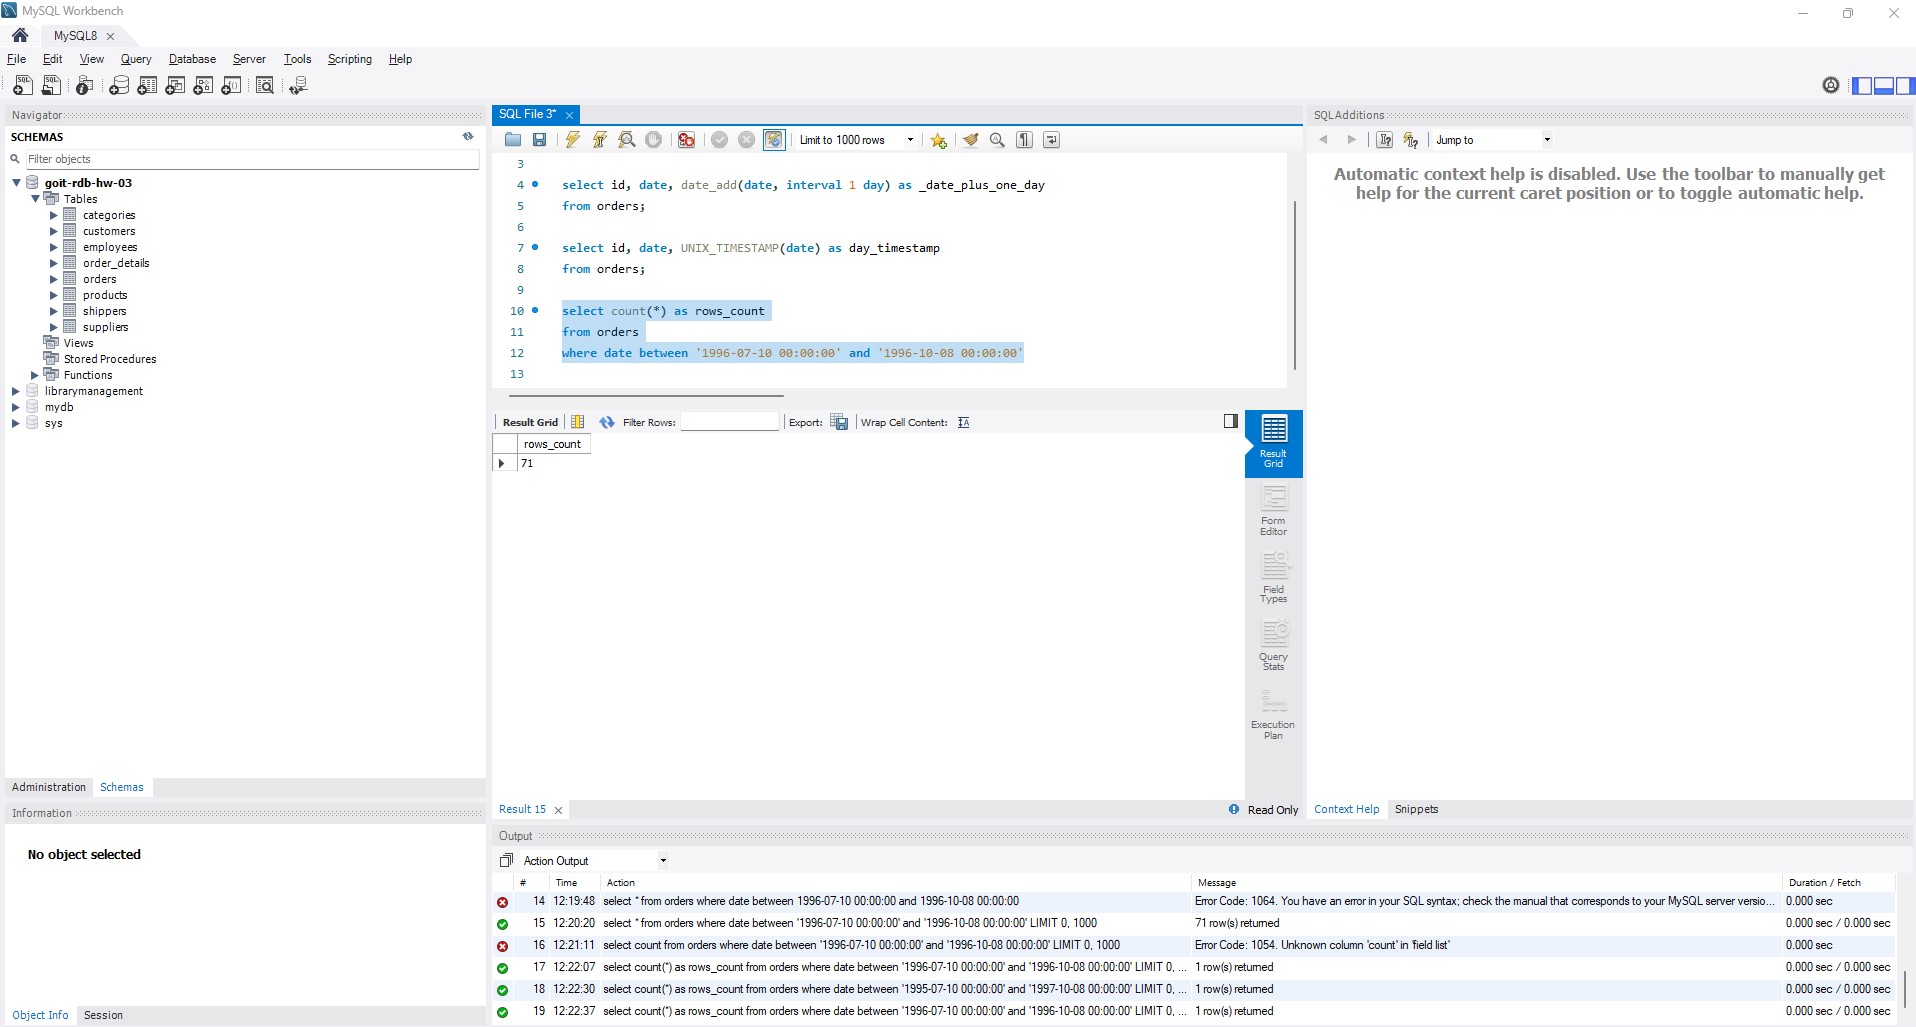 MySQL Workbench
MySQL8
File Edit View Query Database Server Tools Scripting Help
Navigator
SCHEMAS
Filter objects
goit-rdb-hw-03
Tables
categories
customers
employees
order_details
orders
products
shippers
suppliers
Views
Stored Procedures
Functions
librarymanagement
mydb
sys
Administration Schemas
Information
No object selected
Object Info Session
SQL File 3*
Limit to 1000 rows
3
4 select id, date, date_add(date, interval 1 day) as _date_plus_one_day
5 from orders;
6
7 select id, date, UNIX_TIMESTAMP(date) as day_timestamp
8 from orders;
9
10 select count(*) as rows_count
11 from orders
12 where date between '1996-07-10 00:00:00' and '1996-10-08 00:00:00'
13
Result Grid Filter Rows: Export: Wrap Cell Content:
rows_count
71
Result Grid
Form Editor
Field Types
Query Stats
Execution Plan
Result 15 Read Only
SQLAdditions
Jump to
Automatic context help is disabled. Use the toolbar to manually get
help for the current caret position or to toggle automatic help.
Context Help Snippets
Output
Action Output
# Time Action Message Duration / Fetch
14 12:19:48 select * from orders where date between 1996-07-10 00:00:00 and 1996-10-08 00:00:00 Error Code: 1064. You have an error in your SQL syntax; check the manual that corresponds to your MySQL server versio... 0.000 sec
15 12:20:20 select * from orders where date between '1996-07-10 00:00:00' and '1996-10-08 00:00:00' LIMIT 0, 1000 71 row(s) returned 0.000 sec / 0.000 sec
16 12:21:11 select count from orders where date between '1996-07-10 00:00:00' and '1996-10-08 00:00:00' LIMIT 0, 1000 Error Code: 1054. Unknown column 'count' in 'field list' 0.000 sec
17 12:22:07 select count(*) as rows_count from orders where date between '1996-07-10 00:00:00' and '1996-10-08 00:00:00' LIMIT 0, ... 1 row(s) returned 0.000 sec / 0.000 sec
18 12:22:30 select count(*) as rows_count from orders where date between '1995-07-10 00:00:00' and '1997-10-08 00:00:00' LIMIT 0, ... 1 row(s) returned 0.000 sec / 0.000 sec
19 12:22:37 select count(*) as rows_count from orders where date between '1996-07-10 00:00:00' and '1996-10-08 00:00:00' LIMIT 0, ... 1 row(s) returned 0.000 sec / 0.000 sec